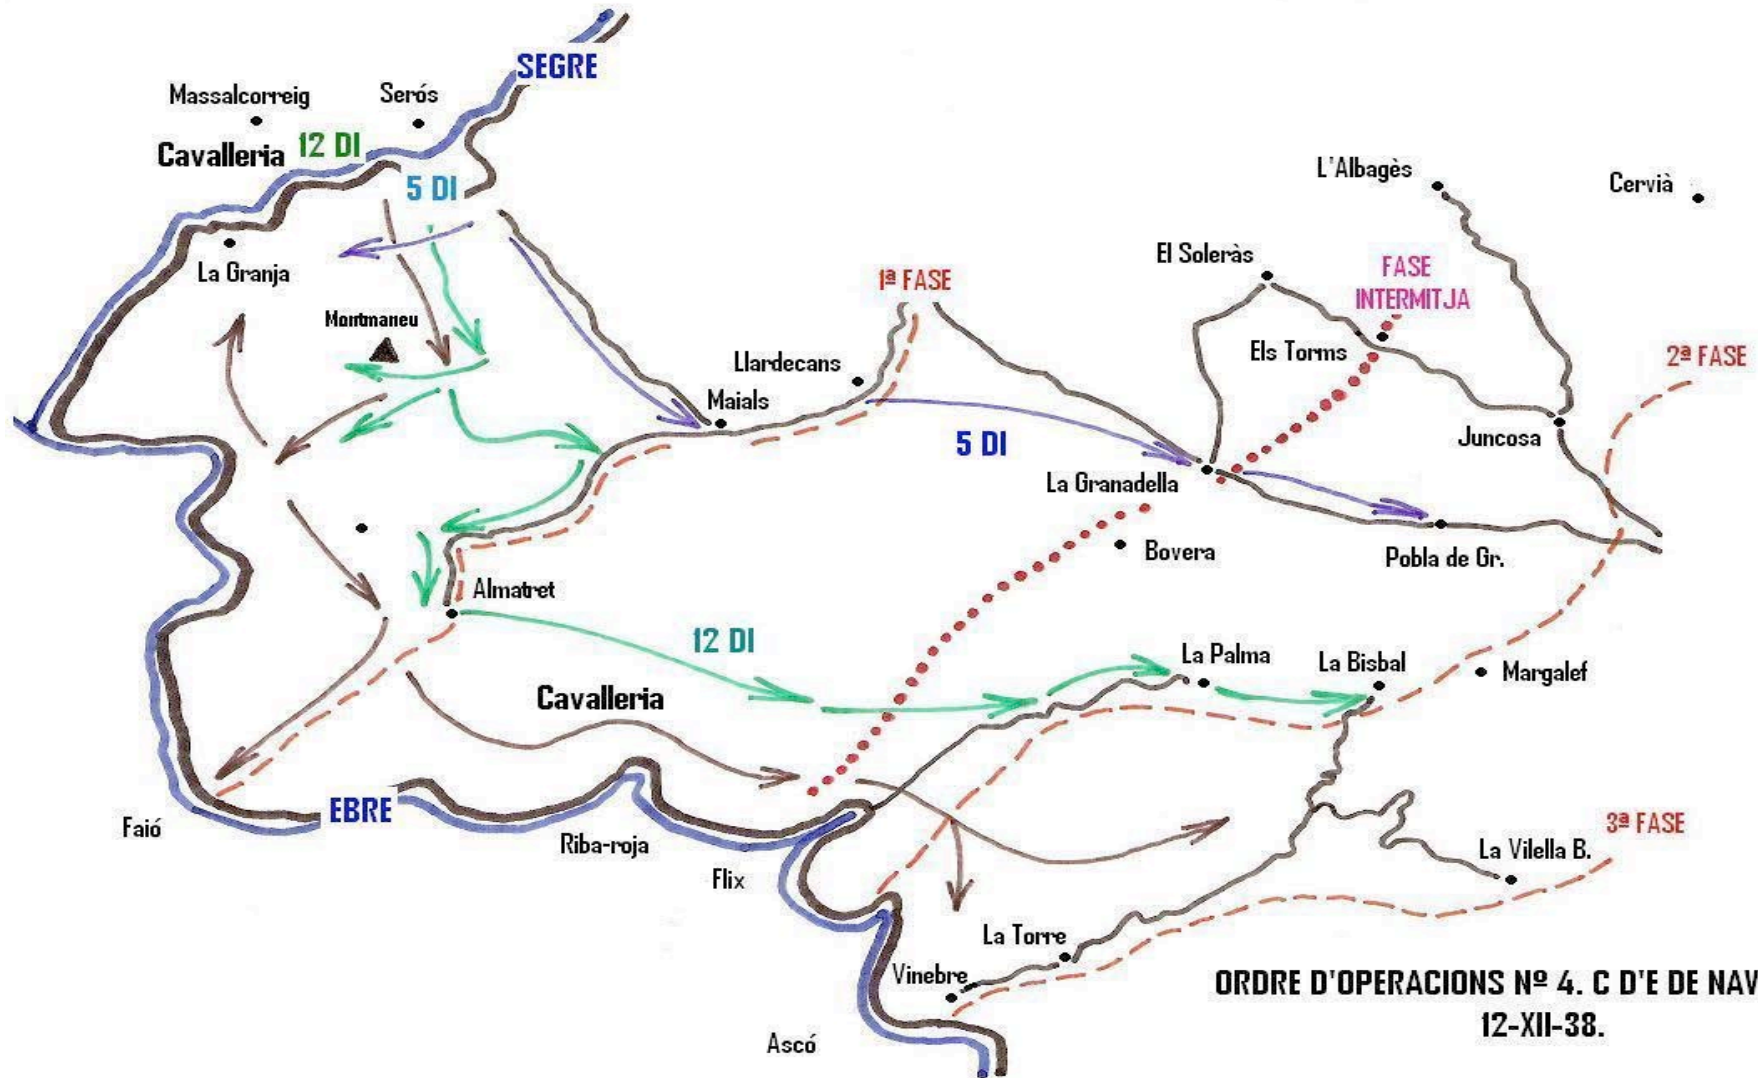 SEGRE
Massalcorreig
Serós
Cavalleria
12 DI
5 DI
L'Albagès
Cervià
La Granja
El Soleràs
1ª FASE
FASE
INTERMITJA
Montmaneu
Llardecans
Els Torms
2ª FASE
Maials
5 DI
Juncosa
La Granadella
Bovera
Pobla de Gr.
Almatret
12 DI
La Palma
La Bisbal
Margalef
Cavalleria
EBRE
Faió
Riba-roja
Flix
3ª FASE
La Vilella B.
La Torre
Vinebre
Ascó
ORDRE D'OPERACIONS Nº 4. C D'E DE NAV
12-XII-38.